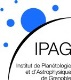 IPAG
Institut de Planétologie
et d'Astrophysique
de Grenoble